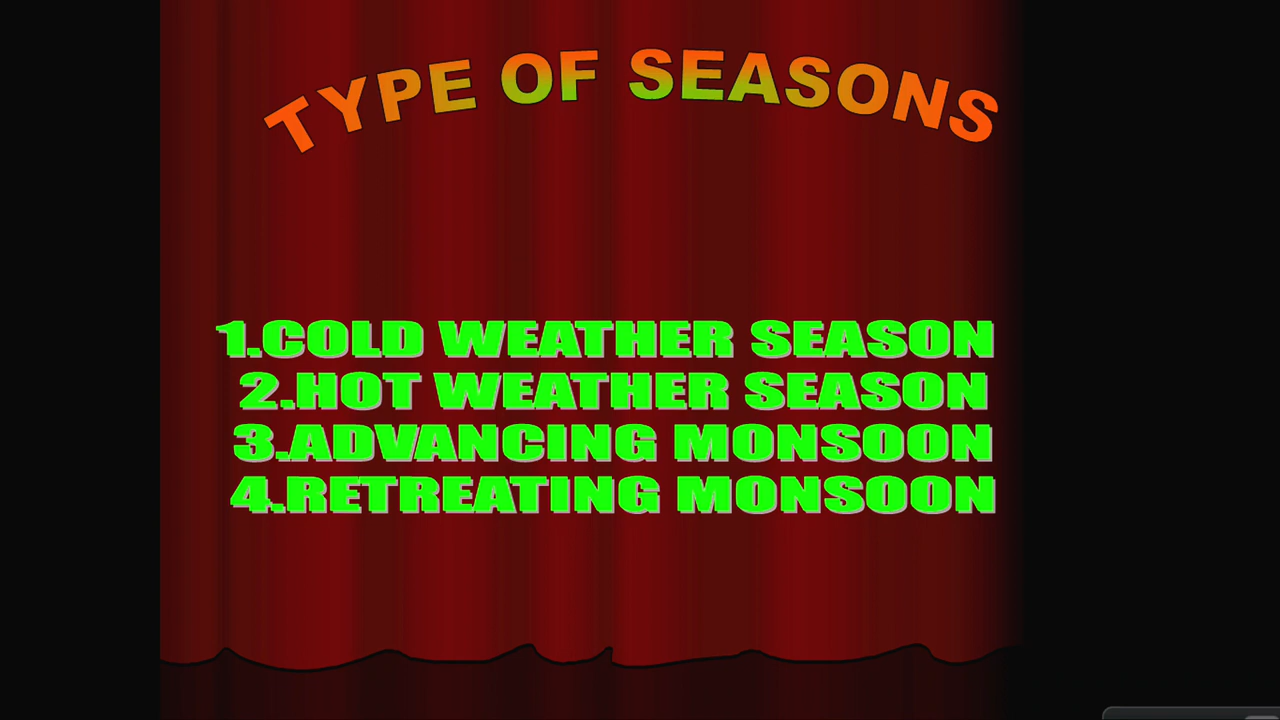 TYPE OF SEASONS
1.COLD WEATHER SEASON
2.HOT WEATHER SEASON
3.ADVANCING MONSOON
4.RETREATING MONSOON